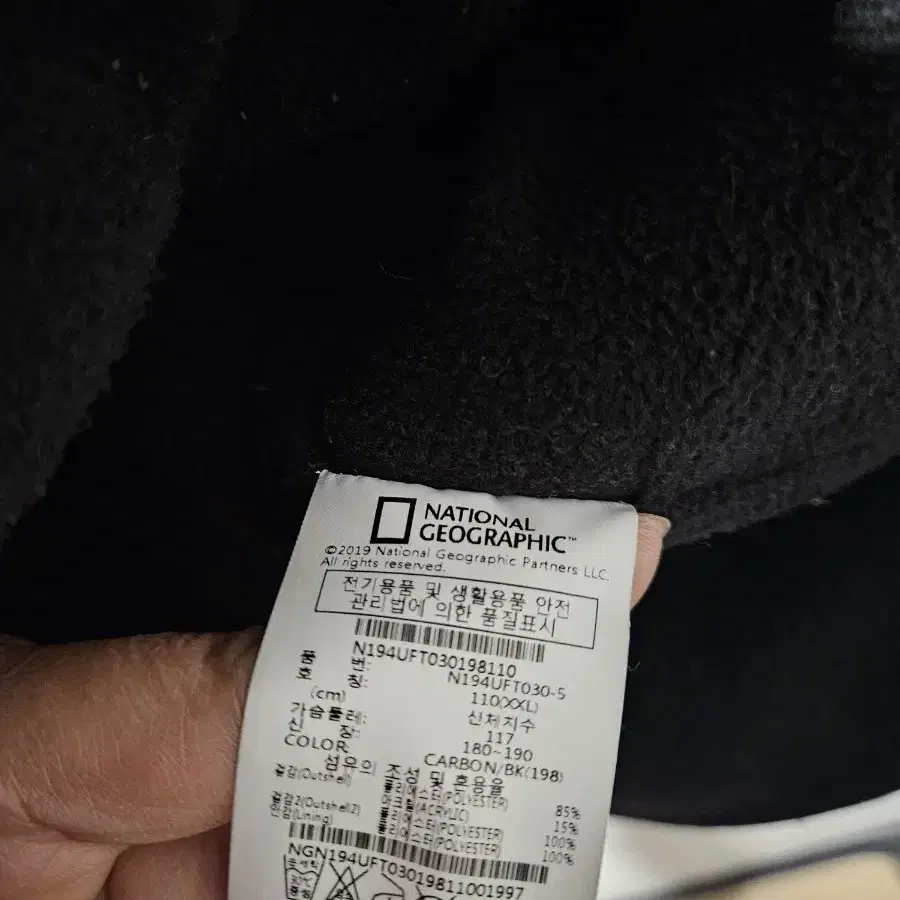 NATIONAL
GEOGRAPHIC™
©2019 National Geographic Partners LLC.
All rights reserved.
전기용품 및 생활용품 안전
관리법에 의한 품질표시
N194UFT030198110
품 번: N194UFT030-5
호 칭: 110(XXL)
(cm) 신체치수
가슴둘레: 117
신 장: 180~190
COLOR: CARBON/BK(198)
섬유의 조성 및 혼용율
겉감(Outshell) 폴리에스터(POLYESTER) 85%
아크릴(ACRYLIC) 15%
겉감2(Outshell2) 폴리에스터(POLYESTER) 100%
안감(Lining) 폴리에스터(POLYESTER) 100%
NGN194UFT03019811001997
30℃